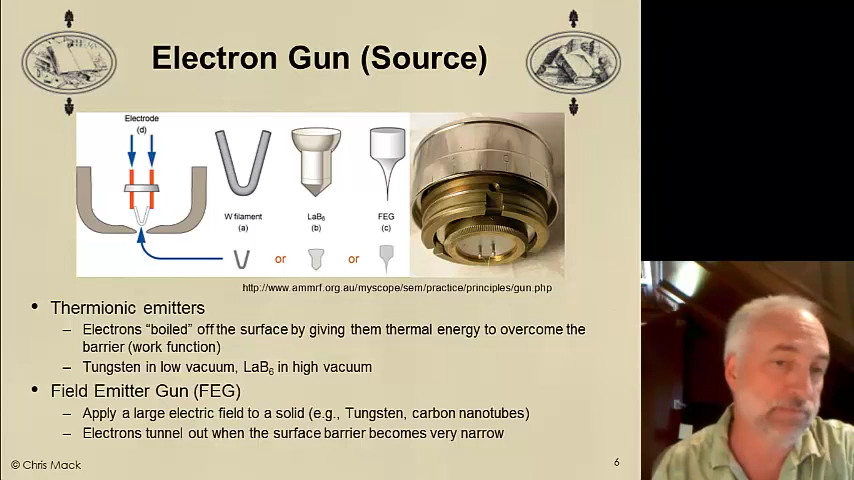 Electron Gun (Source)
Electrode
(d)
W filament
(a)
LaB6
(b)
FEG
(c)
or
or
http://www.ammrf.org.au/myscope/sem/practice/principles/gun.php
• Thermionic emitters
– Electrons “boiled” off the surface by giving them thermal energy to overcome the
barrier (work function)
– Tungsten in low vacuum, LaB6 in high vacuum
• Field Emitter Gun (FEG)
– Apply a large electric field to a solid (e.g., Tungsten, carbon nanotubes)
– Electrons tunnel out when the surface barrier becomes very narrow
© Chris Mack
6